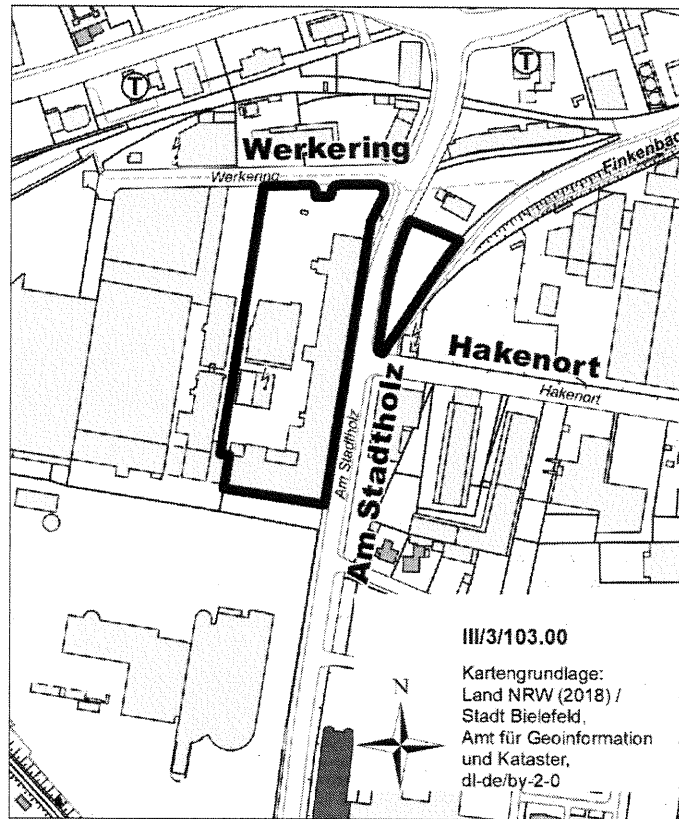 T
T
Werkering
Werkering
Finkenbach
Hakenort
Hakenort
Am Stadtholz
Am Stadtholz
III/3/103.00
Kartengrundlage:
Land NRW (2018) /
Stadt Bielefeld,
Amt für Geoinformation
und Kataster,
dl-de/by-2-0
N